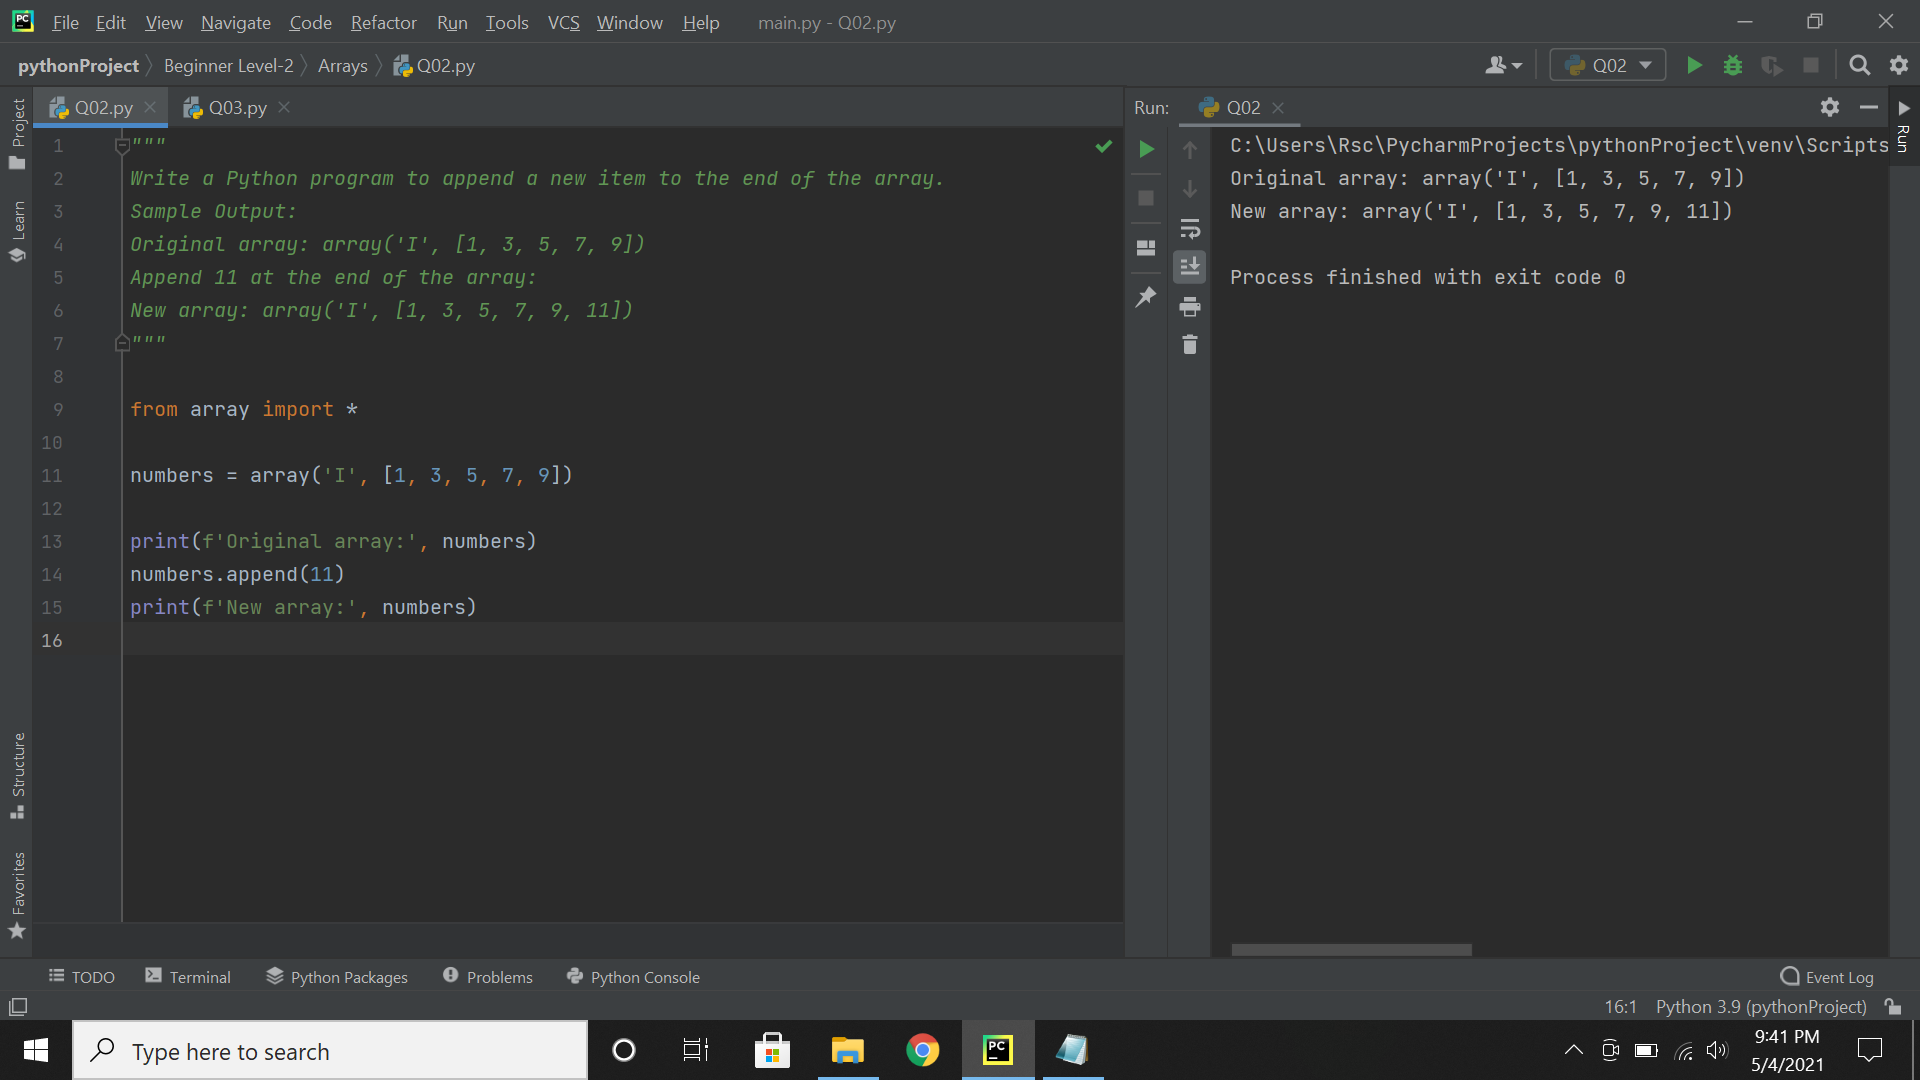 PC File Edit View Navigate Code Refactor Run Tools VCS Window Help main.py - Q02.py
pythonProject Beginner Level-2 Arrays Q02.py Q02
Q02.py Q03.py
Project
Learn
Structure
Favorites
1 """
2 Write a Python program to append a new item to the end of the array.
3 Sample Output:
4 Original array: array('I', [1, 3, 5, 7, 9])
5 Append 11 at the end of the array:
6 New array: array('I', [1, 3, 5, 7, 9, 11])
7 """
8
9 from array import *
10
11 numbers = array('I', [1, 3, 5, 7, 9])
12
13 print(f'Original array:', numbers)
14 numbers.append(11)
15 print(f'New array:', numbers)
16
Run: Q02
Run
C:\Users\Rsc\PycharmProjects\pythonProject\venv\Scripts
Original array: array('I', [1, 3, 5, 7, 9])
New array: array('I', [1, 3, 5, 7, 9, 11])
Process finished with exit code 0
TODO Terminal Python Packages Problems Python Console Event Log
16:1 Python 3.9 (pythonProject)
Type here to search
PC
9:41 PM
5/4/2021